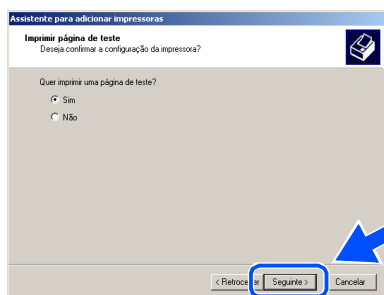 Assistente para adicionar impressoras
Imprimir página de teste
Deseja confirmar a configuração da impressora?
Quer imprimir uma página de teste?
Sim
Não
< Retroceder Seguinte > Cancelar